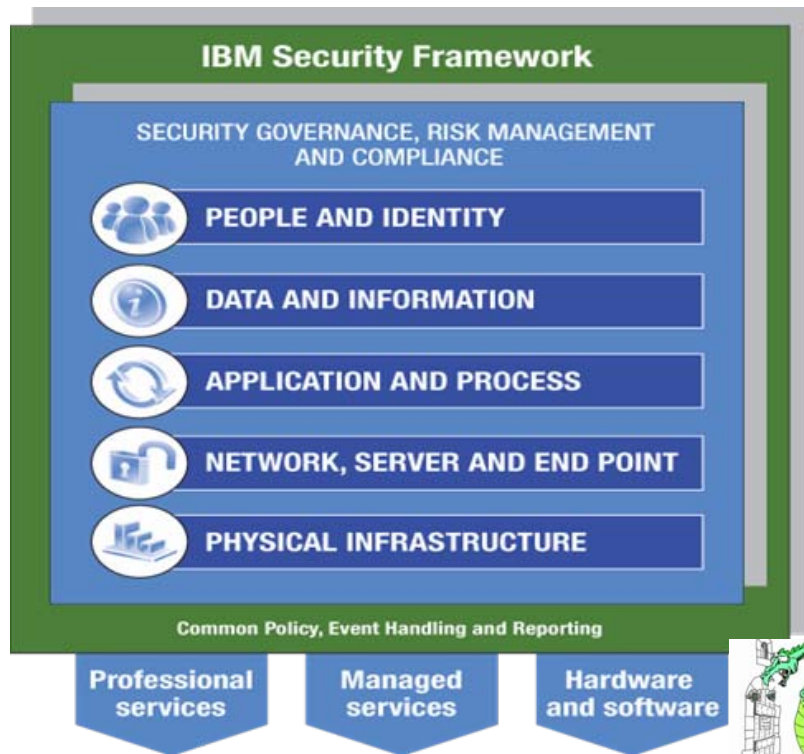 IBM Security Framework
SECURITY GOVERNANCE, RISK MANAGEMENT
AND COMPLIANCE
PEOPLE AND IDENTITY
DATA AND INFORMATION
APPLICATION AND PROCESS
NETWORK, SERVER AND END POINT
PHYSICAL INFRASTRUCTURE
Common Policy, Event Handling and Reporting
Professional
services
Managed
services
Hardware
and software